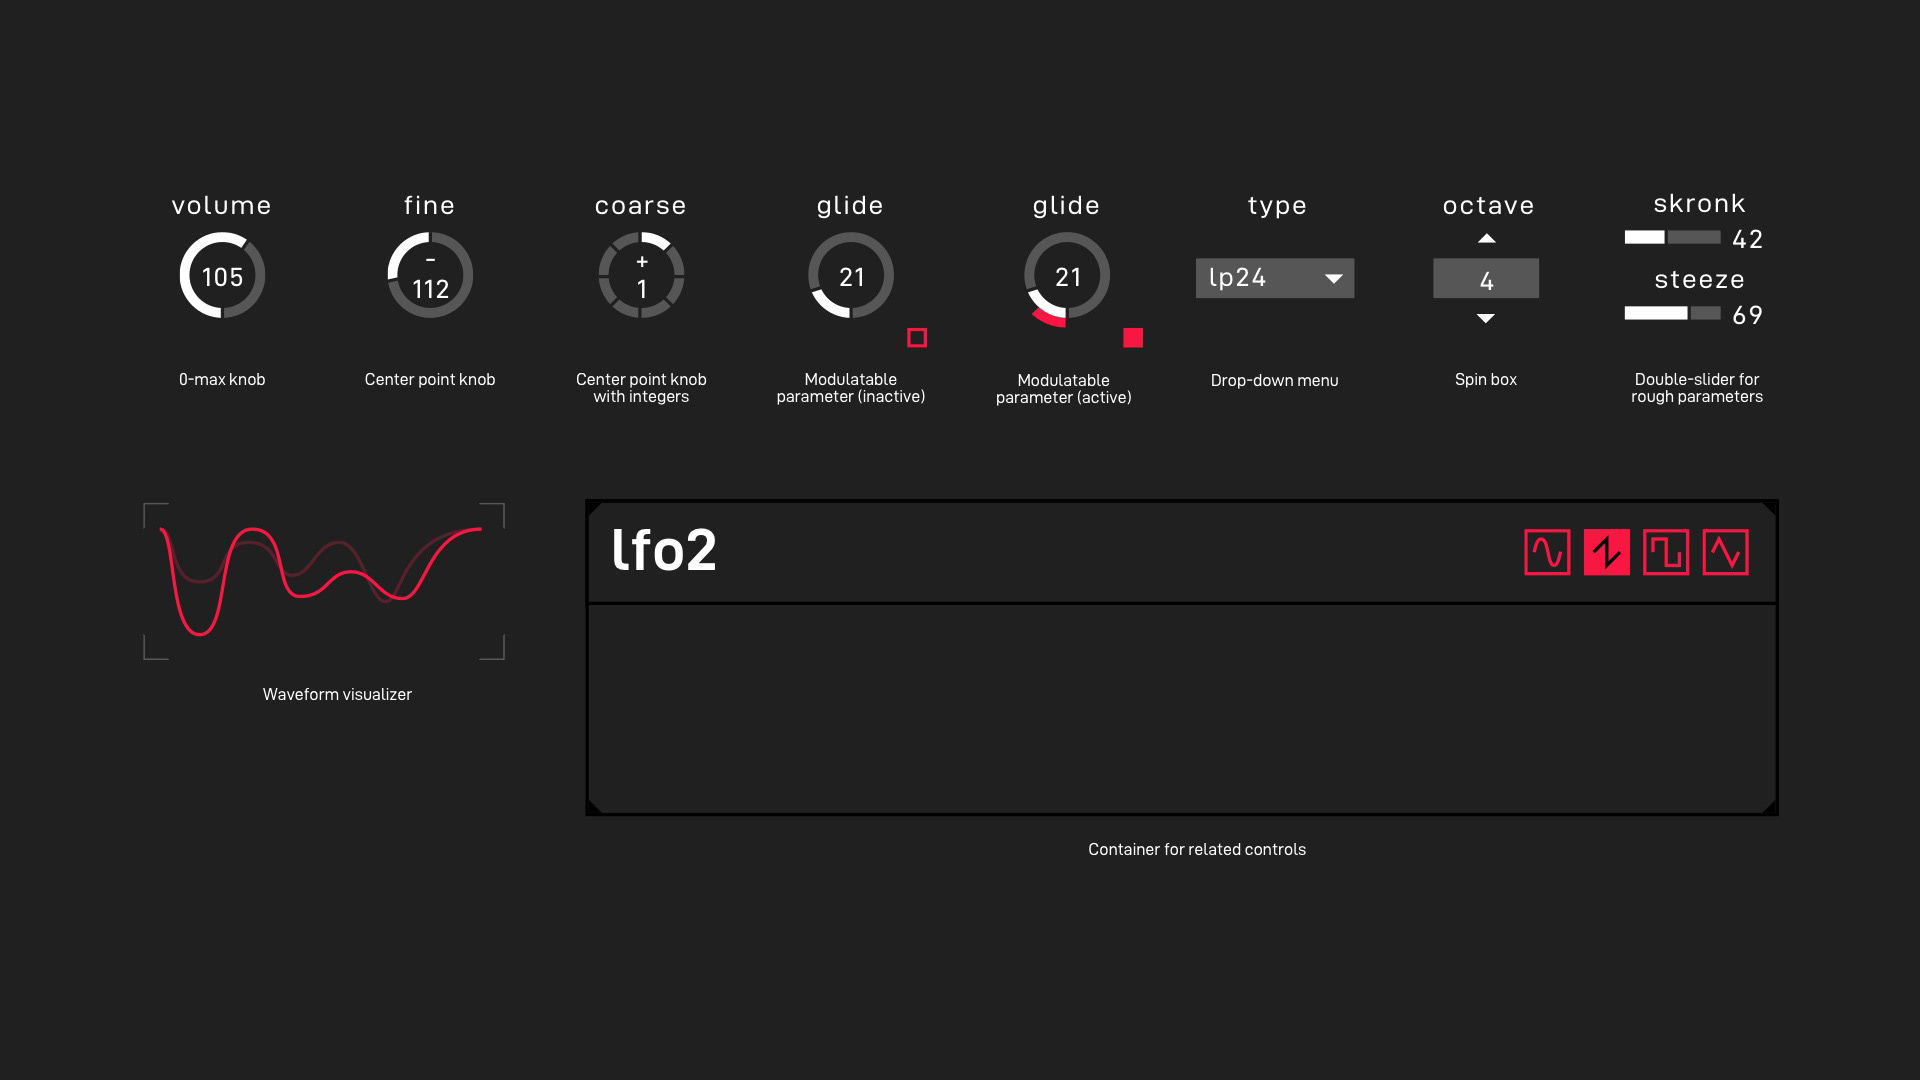 volume
fine
coarse
glide
glide
type
octave
skronk
105
-
112
+
1
21
21
lp24
4
42
steeze
69
0-max knob
Center point knob
Center point knob
with integers
Modulatable
parameter (inactive)
Modulatable
parameter (active)
Drop-down menu
Spin box
Double-slider for
rough parameters
Waveform visualizer
lfo2
Container for related controls